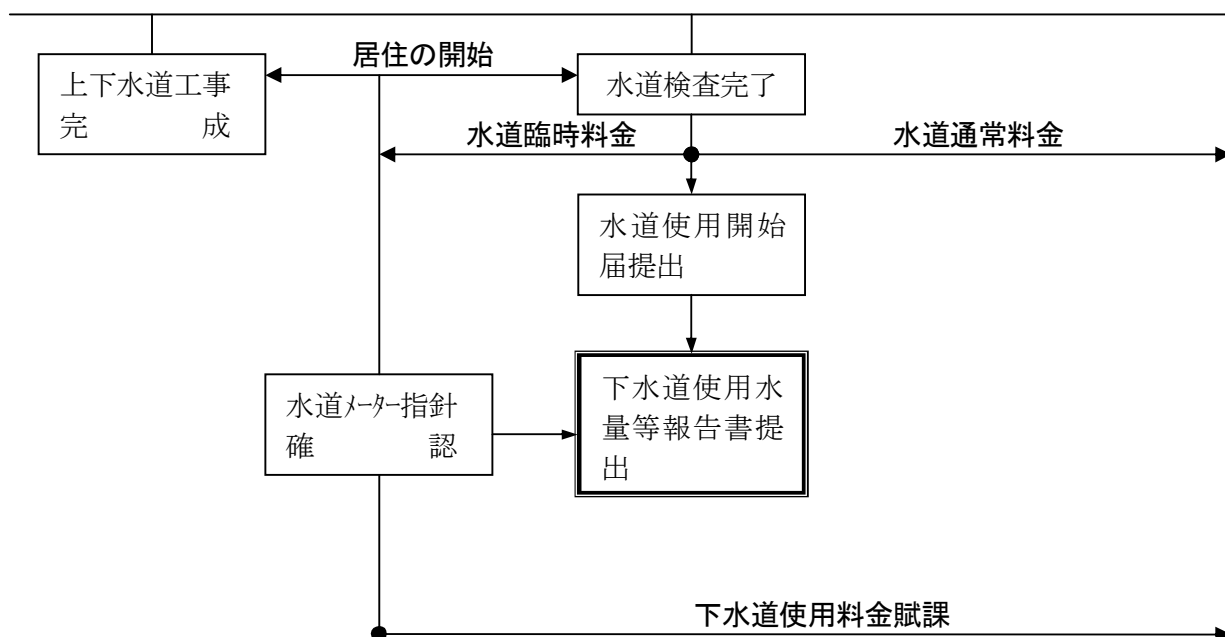 居住の開始
上下水道工事
完成
水道検査完了
水道臨時料金
水道通常料金
水道使用開始
届提出
水道メーター指針
確認
下水道使用水
量等報告書提
出
下水道使用料金賦課